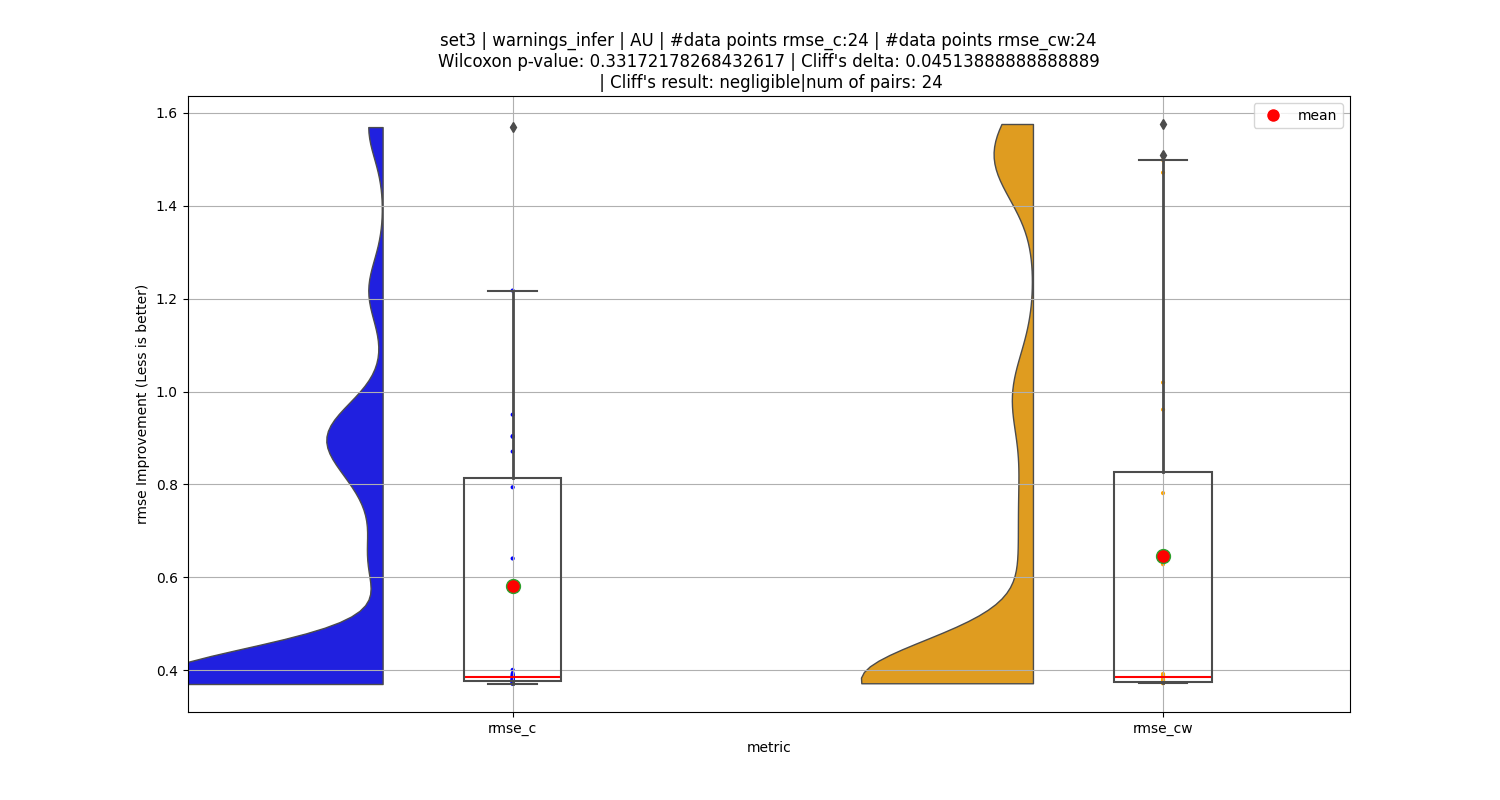 set3 | warnings_infer | AU | #data points rmse_c:24 | #data points rmse_cw:24
Wilcoxon p-value: 0.33172178268432617 | Cliff's delta: 0.04513888888888889
| Cliff's result: negligible|num of pairs: 24
mean
1.6
1.4
1.2
1.0
0.8
0.6
0.4
rmse Improvement (Less is better)
rmse_c
rmse_cw
metric